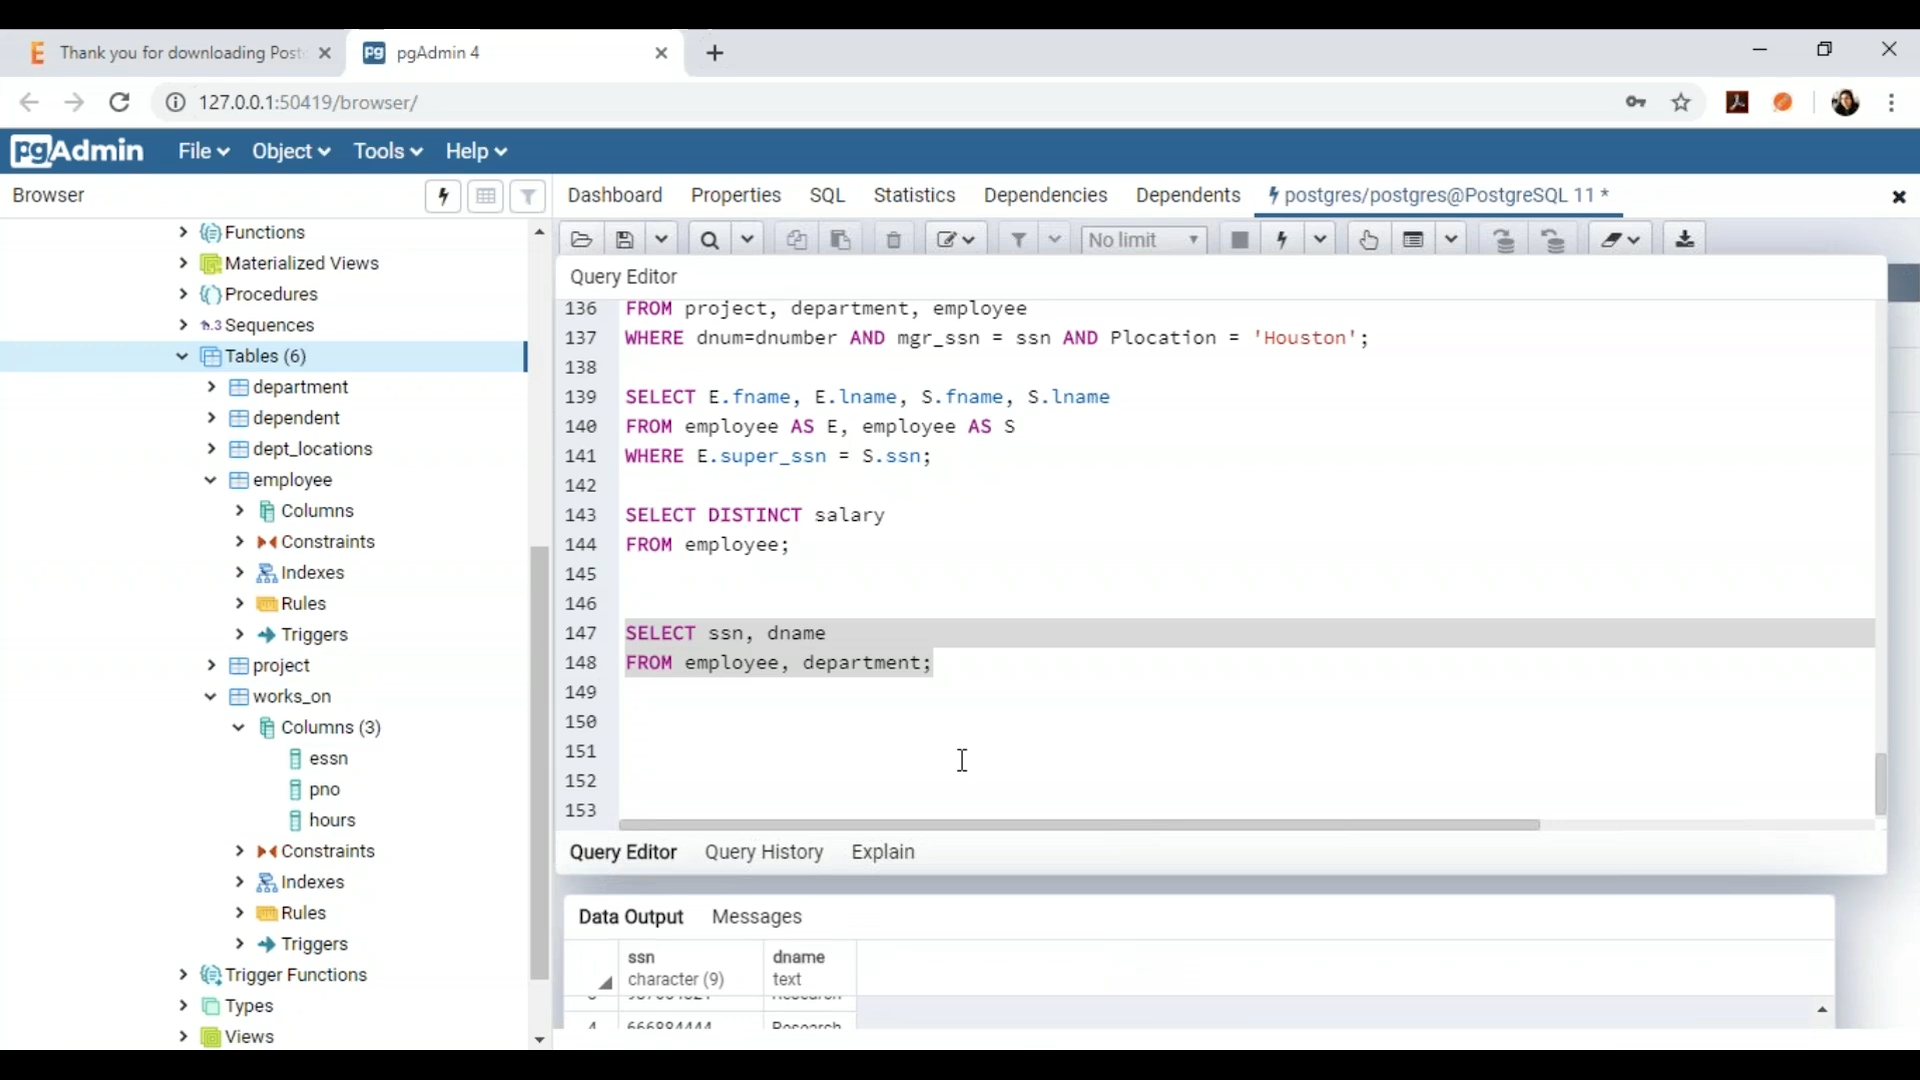 Thank you for downloading Post
pgAdmin 4
127.0.0.1:50419/browser/
pgAdmin File Object Tools Help
Browser
Dashboard Properties SQL Statistics Dependencies Dependents postgres/postgres@PostgreSQL 11 *
No limit
Functions
Materialized Views
Procedures
Sequences
Tables (6)
department
dependent
dept_locations
employee
Columns
Constraints
Indexes
Rules
Triggers
project
works_on
Columns (3)
essn
pno
hours
Constraints
Indexes
Rules
Triggers
Trigger Functions
Types
Views
Query Editor
136 FROM project, department, employee
137 WHERE dnum=dnumber AND mgr_ssn = ssn AND Plocation = 'Houston';
138
139 SELECT E.fname, E.lname, S.fname, S.lname
140 FROM employee AS E, employee AS S
141 WHERE E.super_ssn = S.ssn;
142
143 SELECT DISTINCT salary
144 FROM employee;
145
146
147 SELECT ssn, dname
148 FROM employee, department;
149
150
151
152
153
Query Editor Query History Explain
Data Output Messages
ssn dname
character (9) text
4 666884444 Research